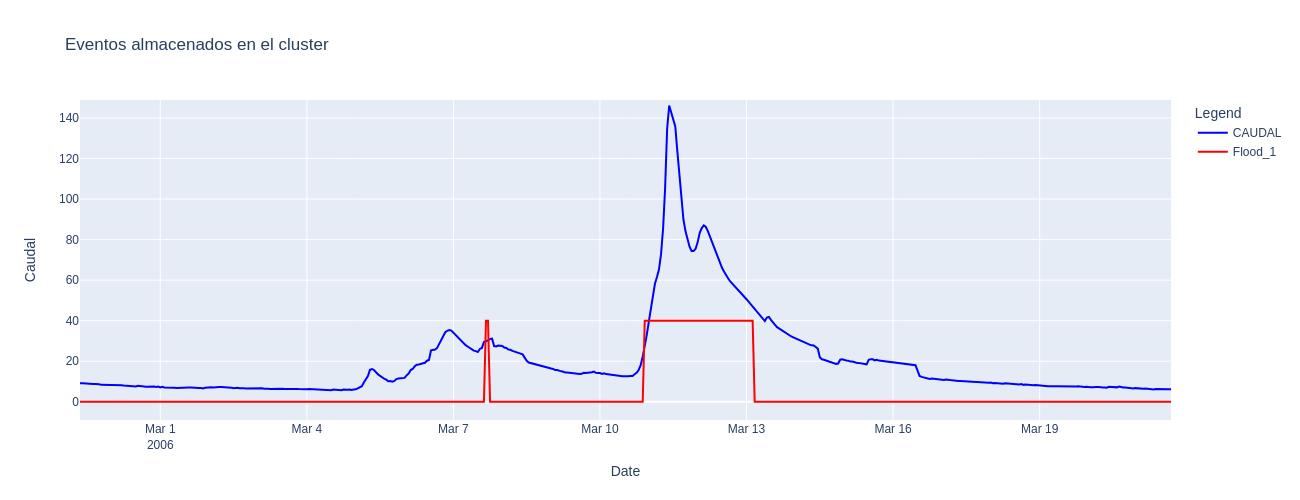 Eventos almacenados en el cluster
Legend
CAUDAL
Flood_1
Caudal
140
120
100
80
60
40
20
0
Mar 1
2006
Mar 4
Mar 7
Mar 10
Mar 13
Mar 16
Mar 19
Date